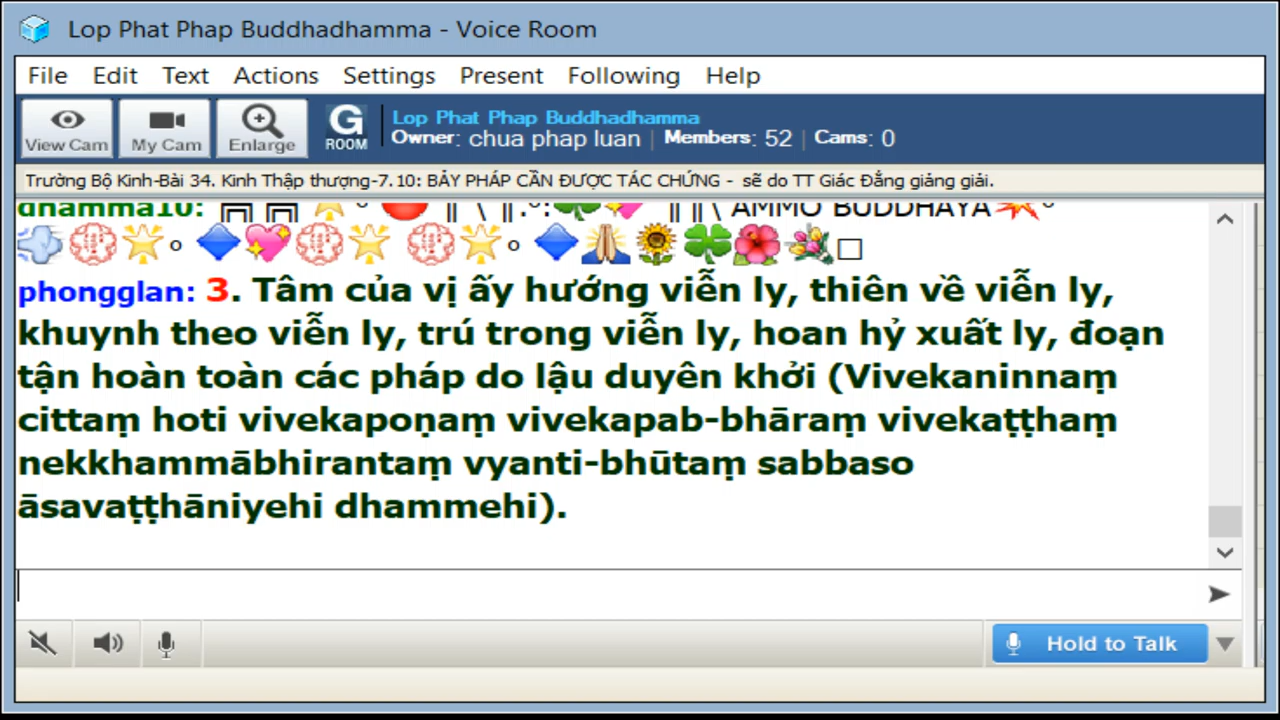 Lop Phat Phap Buddhadhamma - Voice Room
File Edit Text Actions Settings Present Following Help
View Cam My Cam Enlarge G ROOM
Lop Phat Phap Buddhadhamma
Owner: chua phap luan | Members: 52 | Cams: 0
Trường Bộ Kinh-Bài 34. Kinh Thập thượng-7.10: BẢY PHÁP CẦN ĐƯỢC TÁC CHỨNG - sẽ do TT Giác Đẳng giảng giải.
dhamma10: AMMO BUDDHAYA
phongglan: 3. Tâm của vị ấy hướng viễn ly, thiên về viễn ly,
khuynh theo viễn ly, trú trong viễn ly, hoan hỷ xuất ly, đoạn
tận hoàn toàn các pháp do lậu duyên khởi (Vivekaninnaṃ
cittaṃ hoti vivekapoṇaṃ vivekapab-bhāraṃ vivekaṭṭhaṃ
nekkhammābhirantaṃ vyanti-bhūtaṃ sabbaso
āsavaṭṭhāniyehi dhammehi).
Hold to Talk